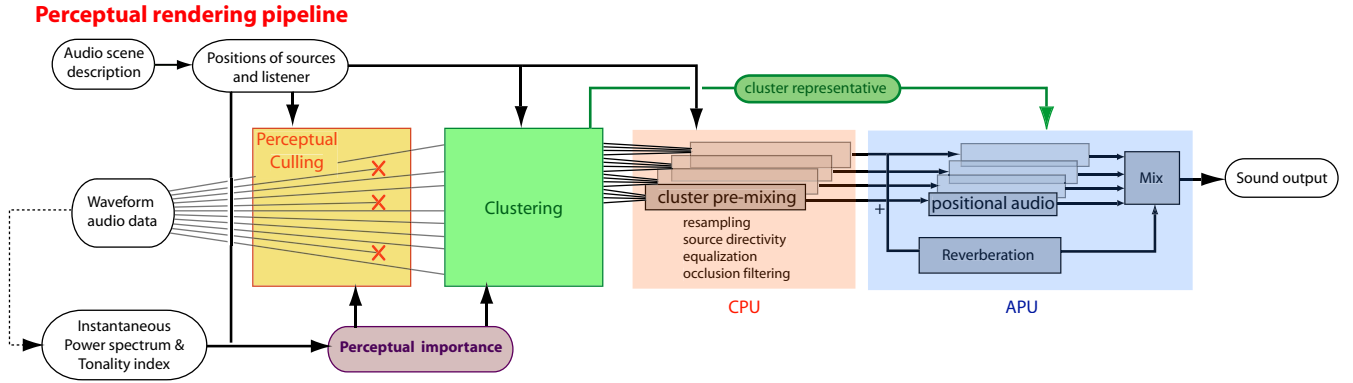 Perceptual rendering pipeline
Audio scene
description
Positions of sources
and listener
cluster representative
Perceptual
Culling
Waveform
audio data
Clustering
cluster pre-mixing
resampling
source directivity
equalization
occlusion filtering
CPU
+
positional audio
Mix
Reverberation
APU
Sound output
Instantaneous
Power spectrum &
Tonality index
Perceptual importance